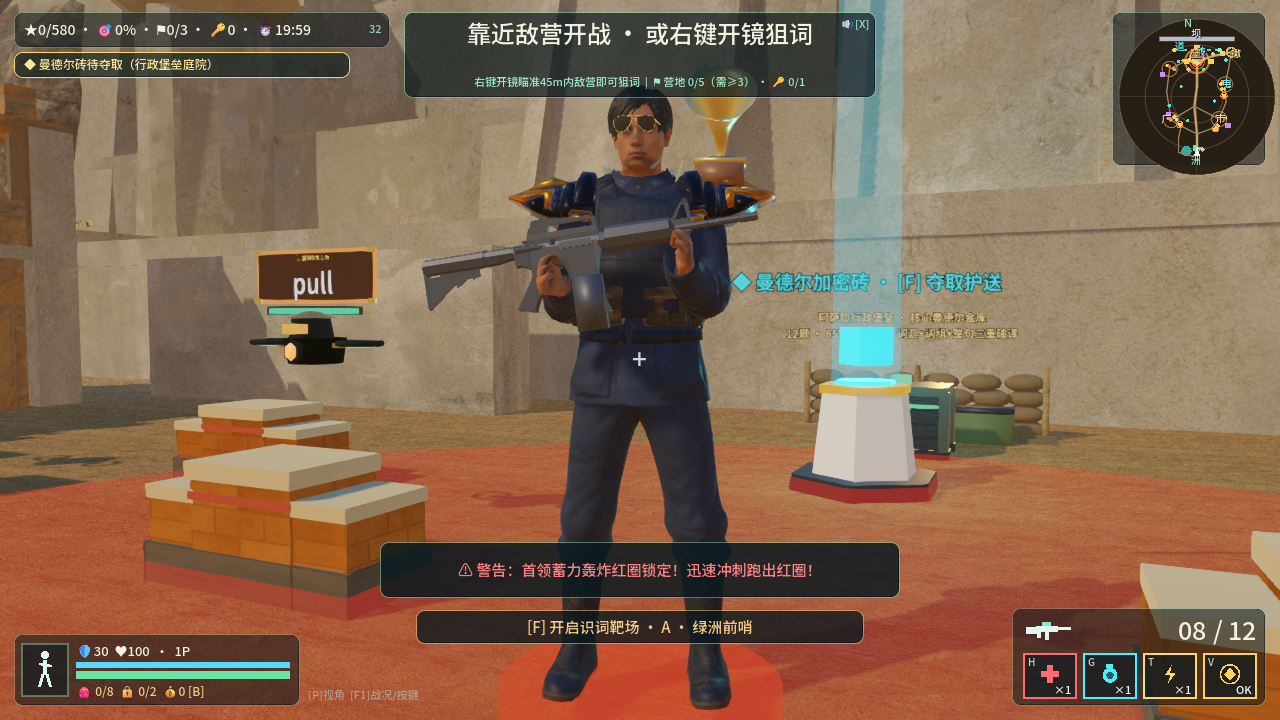 ★0/580 · 🎯0% · ⚑0/3 · 🔑0 · ⏰19:59 32
◆ 曼德尔砖待夺取（行政堡垒庭院）
靠近敌营开战 · 或右键开镜狙词
[X]
右键开镜瞄准45m内敌营即可狙词 | ⚑ 营地 0/5（需≥3） · 🔑 0/1
N
坝
pull
◆ 曼德尔加密砖 · [F] 夺取护送
⚠ 警告：首领蓄力轰炸红圈锁定！迅速冲刺跑出红圈！
[F] 开启识词靶场 · A · 绿洲前哨
30 ♥100 · 1P
0/8 0/2 0 [B]
[P]视角 [F1]战况/按键
08 / 12
H ×1 G ×1 T ×1 V OK